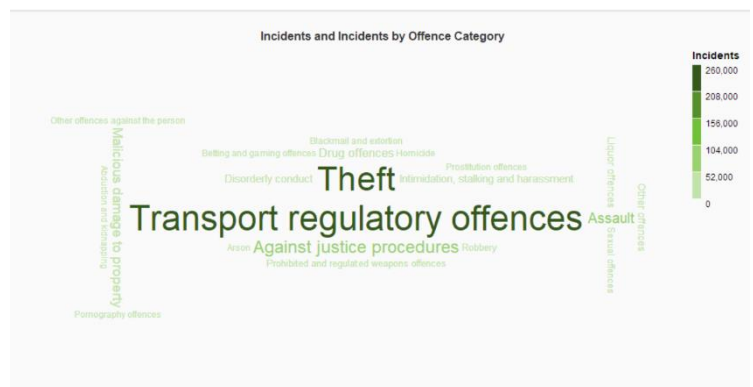 Incidents and Incidents by Offence Category
Incidents
260,000
208,000
156,000
104,000
52,000
0
Other offences against the person
Malicious damage to property
Abduction and kidnapping
Pornography offences
Blackmail and extortion
Betting and gaming offences
Drug offences
Homicide
Prostitution offences
Disorderly conduct
Theft
Intimidation, stalking and harassment
Transport regulatory offences
Assault
Arson
Against justice procedures
Robbery
Prohibited and regulated weapons offences
Liquor offences
Other offences
Sexual offences